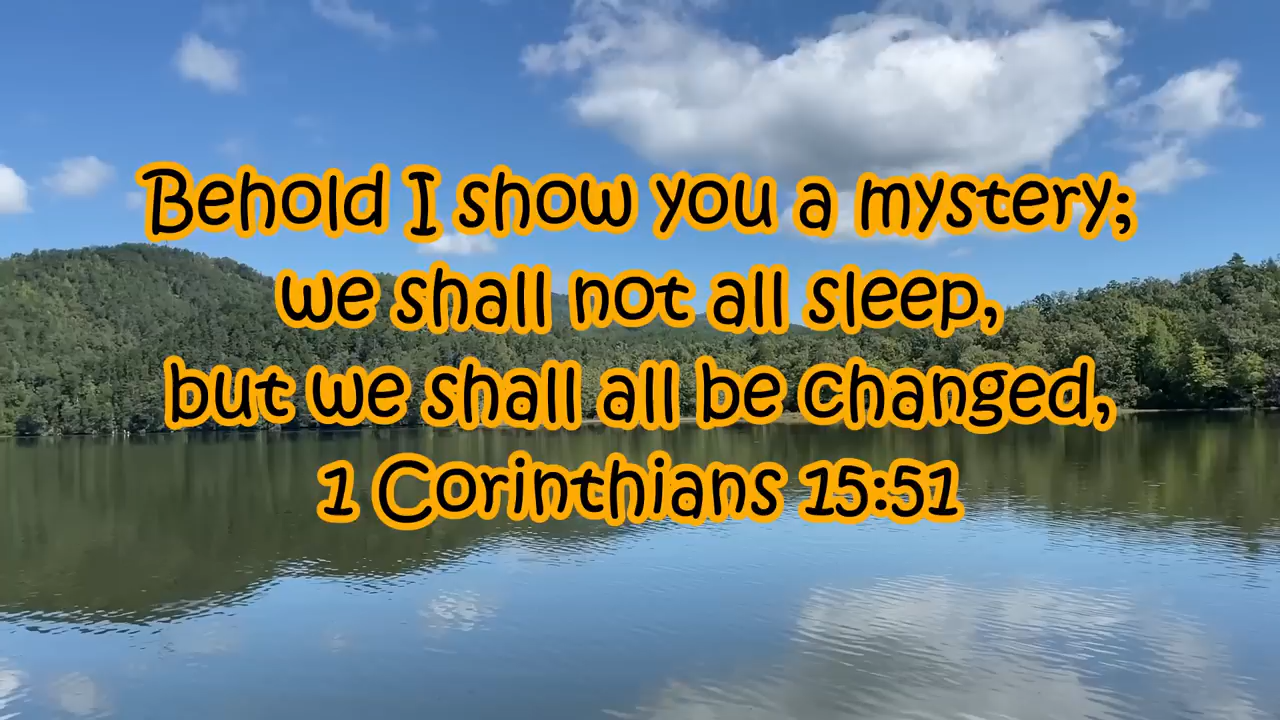 Behold I show you a mystery;
we shall not all sleep,
but we shall all be changed,
1 Corinthians 15:51